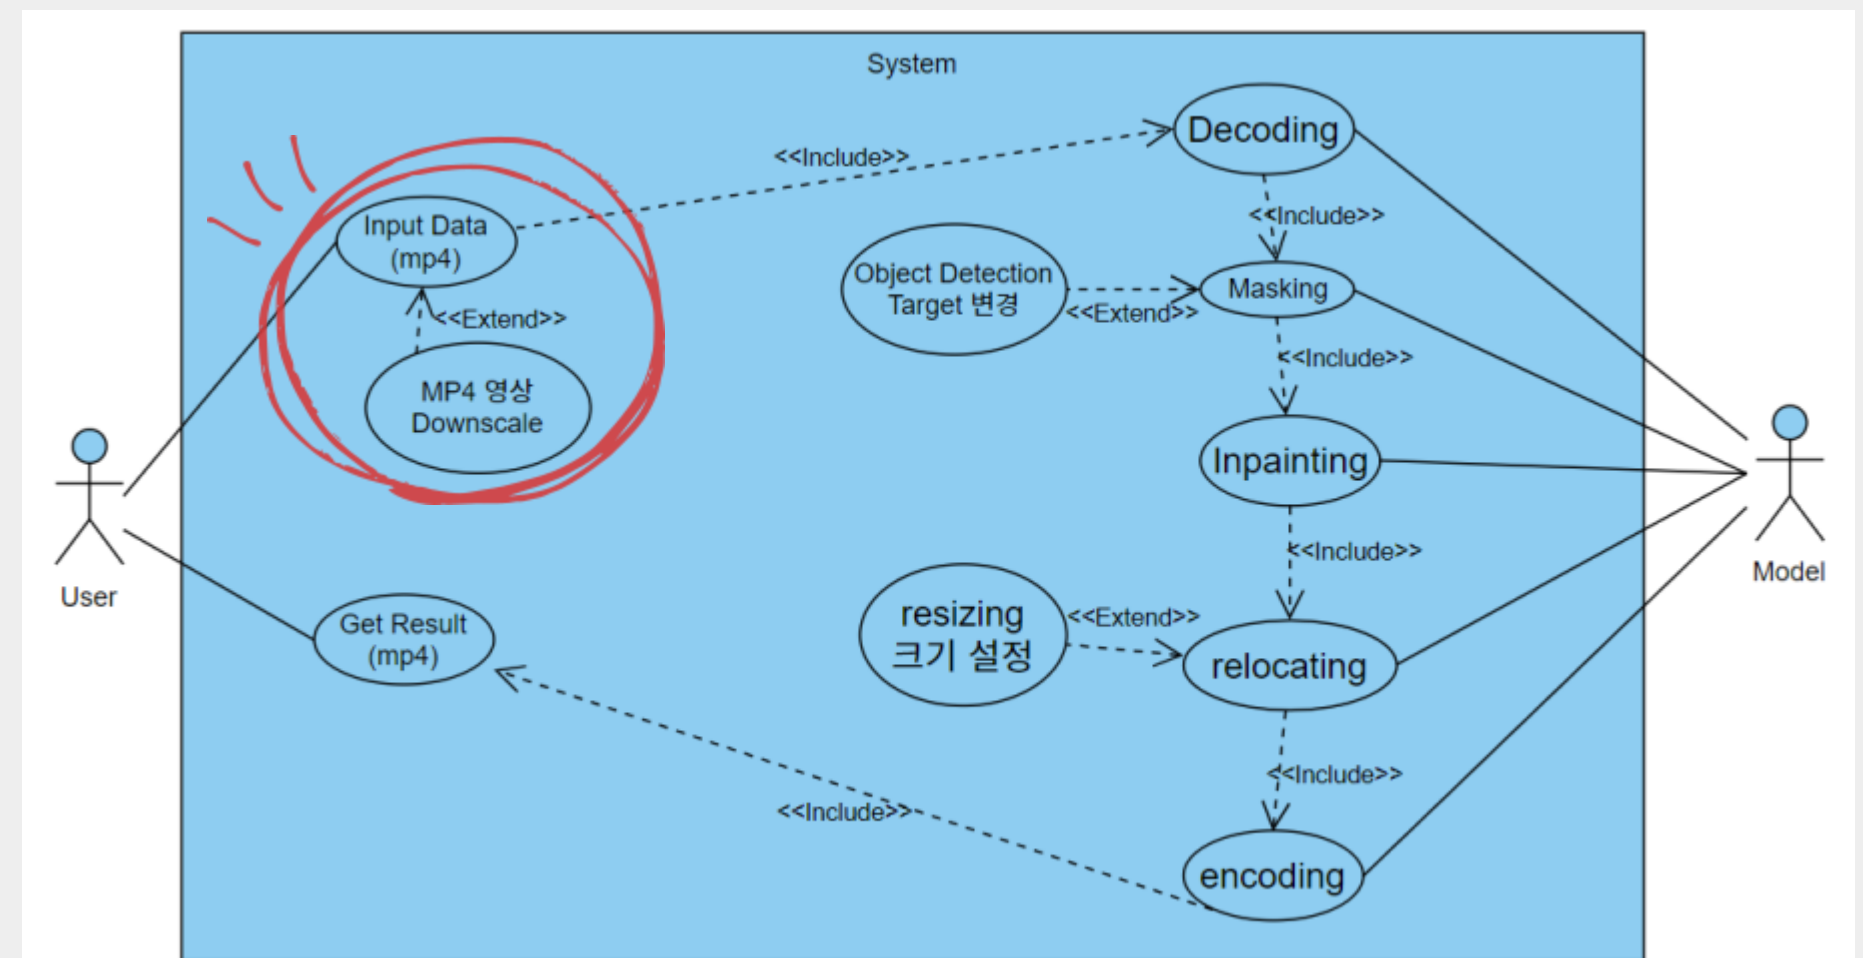 System
Decoding
<<Include>>
Input Data
(mp4)
<<Include>>
Object Detection
Target 변경
Masking
<<Extend>>
<<Extend>>
<<Include>>
MP4 영상
Downscale
Inpainting
<<Include>>
Model
User
resizing
크기 설정
<<Extend>>
Get Result
(mp4)
relocating
<<Include>>
<<Include>>
encoding